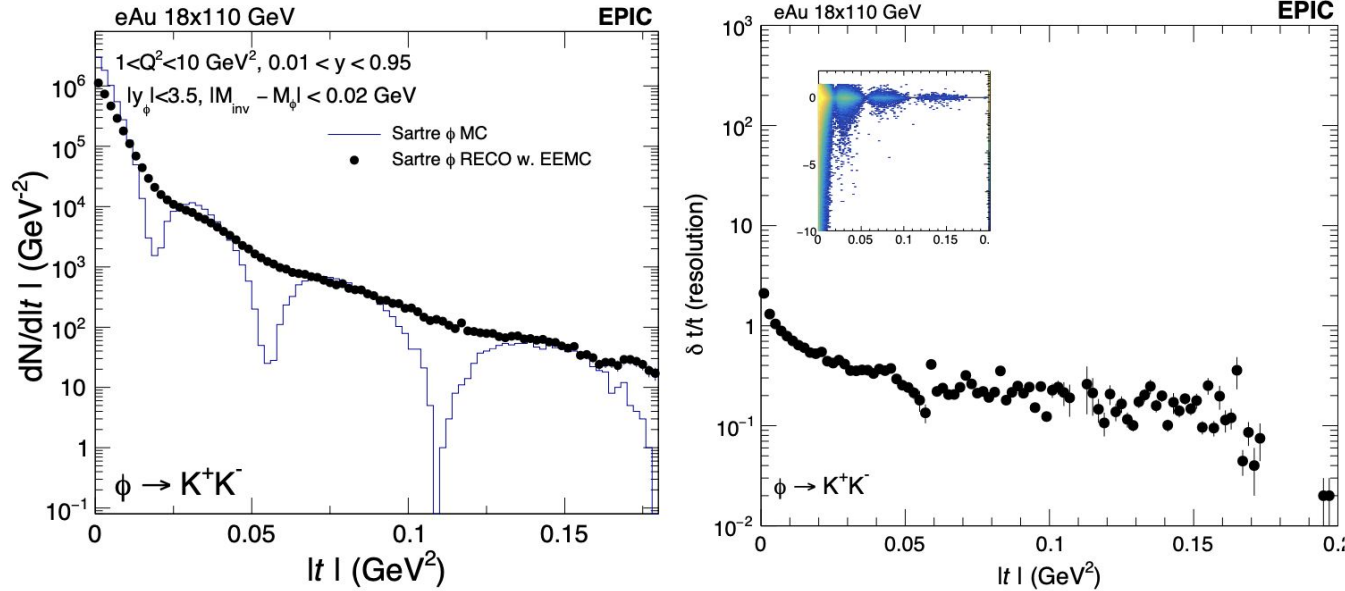 eAu 18x110 GeV EPIC
1<Q²<10 GeV², 0.01 < y < 0.95
|y_ϕ|<3.5, |M_inv − M_ϕ| < 0.02 GeV
Sartre ϕ MC
Sartre ϕ RECO w. EEMC
dN/d|t | (GeV⁻²)
10⁶
10⁵
10⁴
10³
10²
10
1
10⁻¹
ϕ → K⁺K⁻
0 0.05 0.1 0.15
|t | (GeV²)
eAu 18x110 GeV EPIC
δ t/t (resolution)
10³
10²
10
1
10⁻¹
10⁻²
0
−5
−10
0 0.05 0.1 0.15 0.
ϕ → K⁺K⁻
0 0.05 0.1 0.15 0.2
|t | (GeV²)